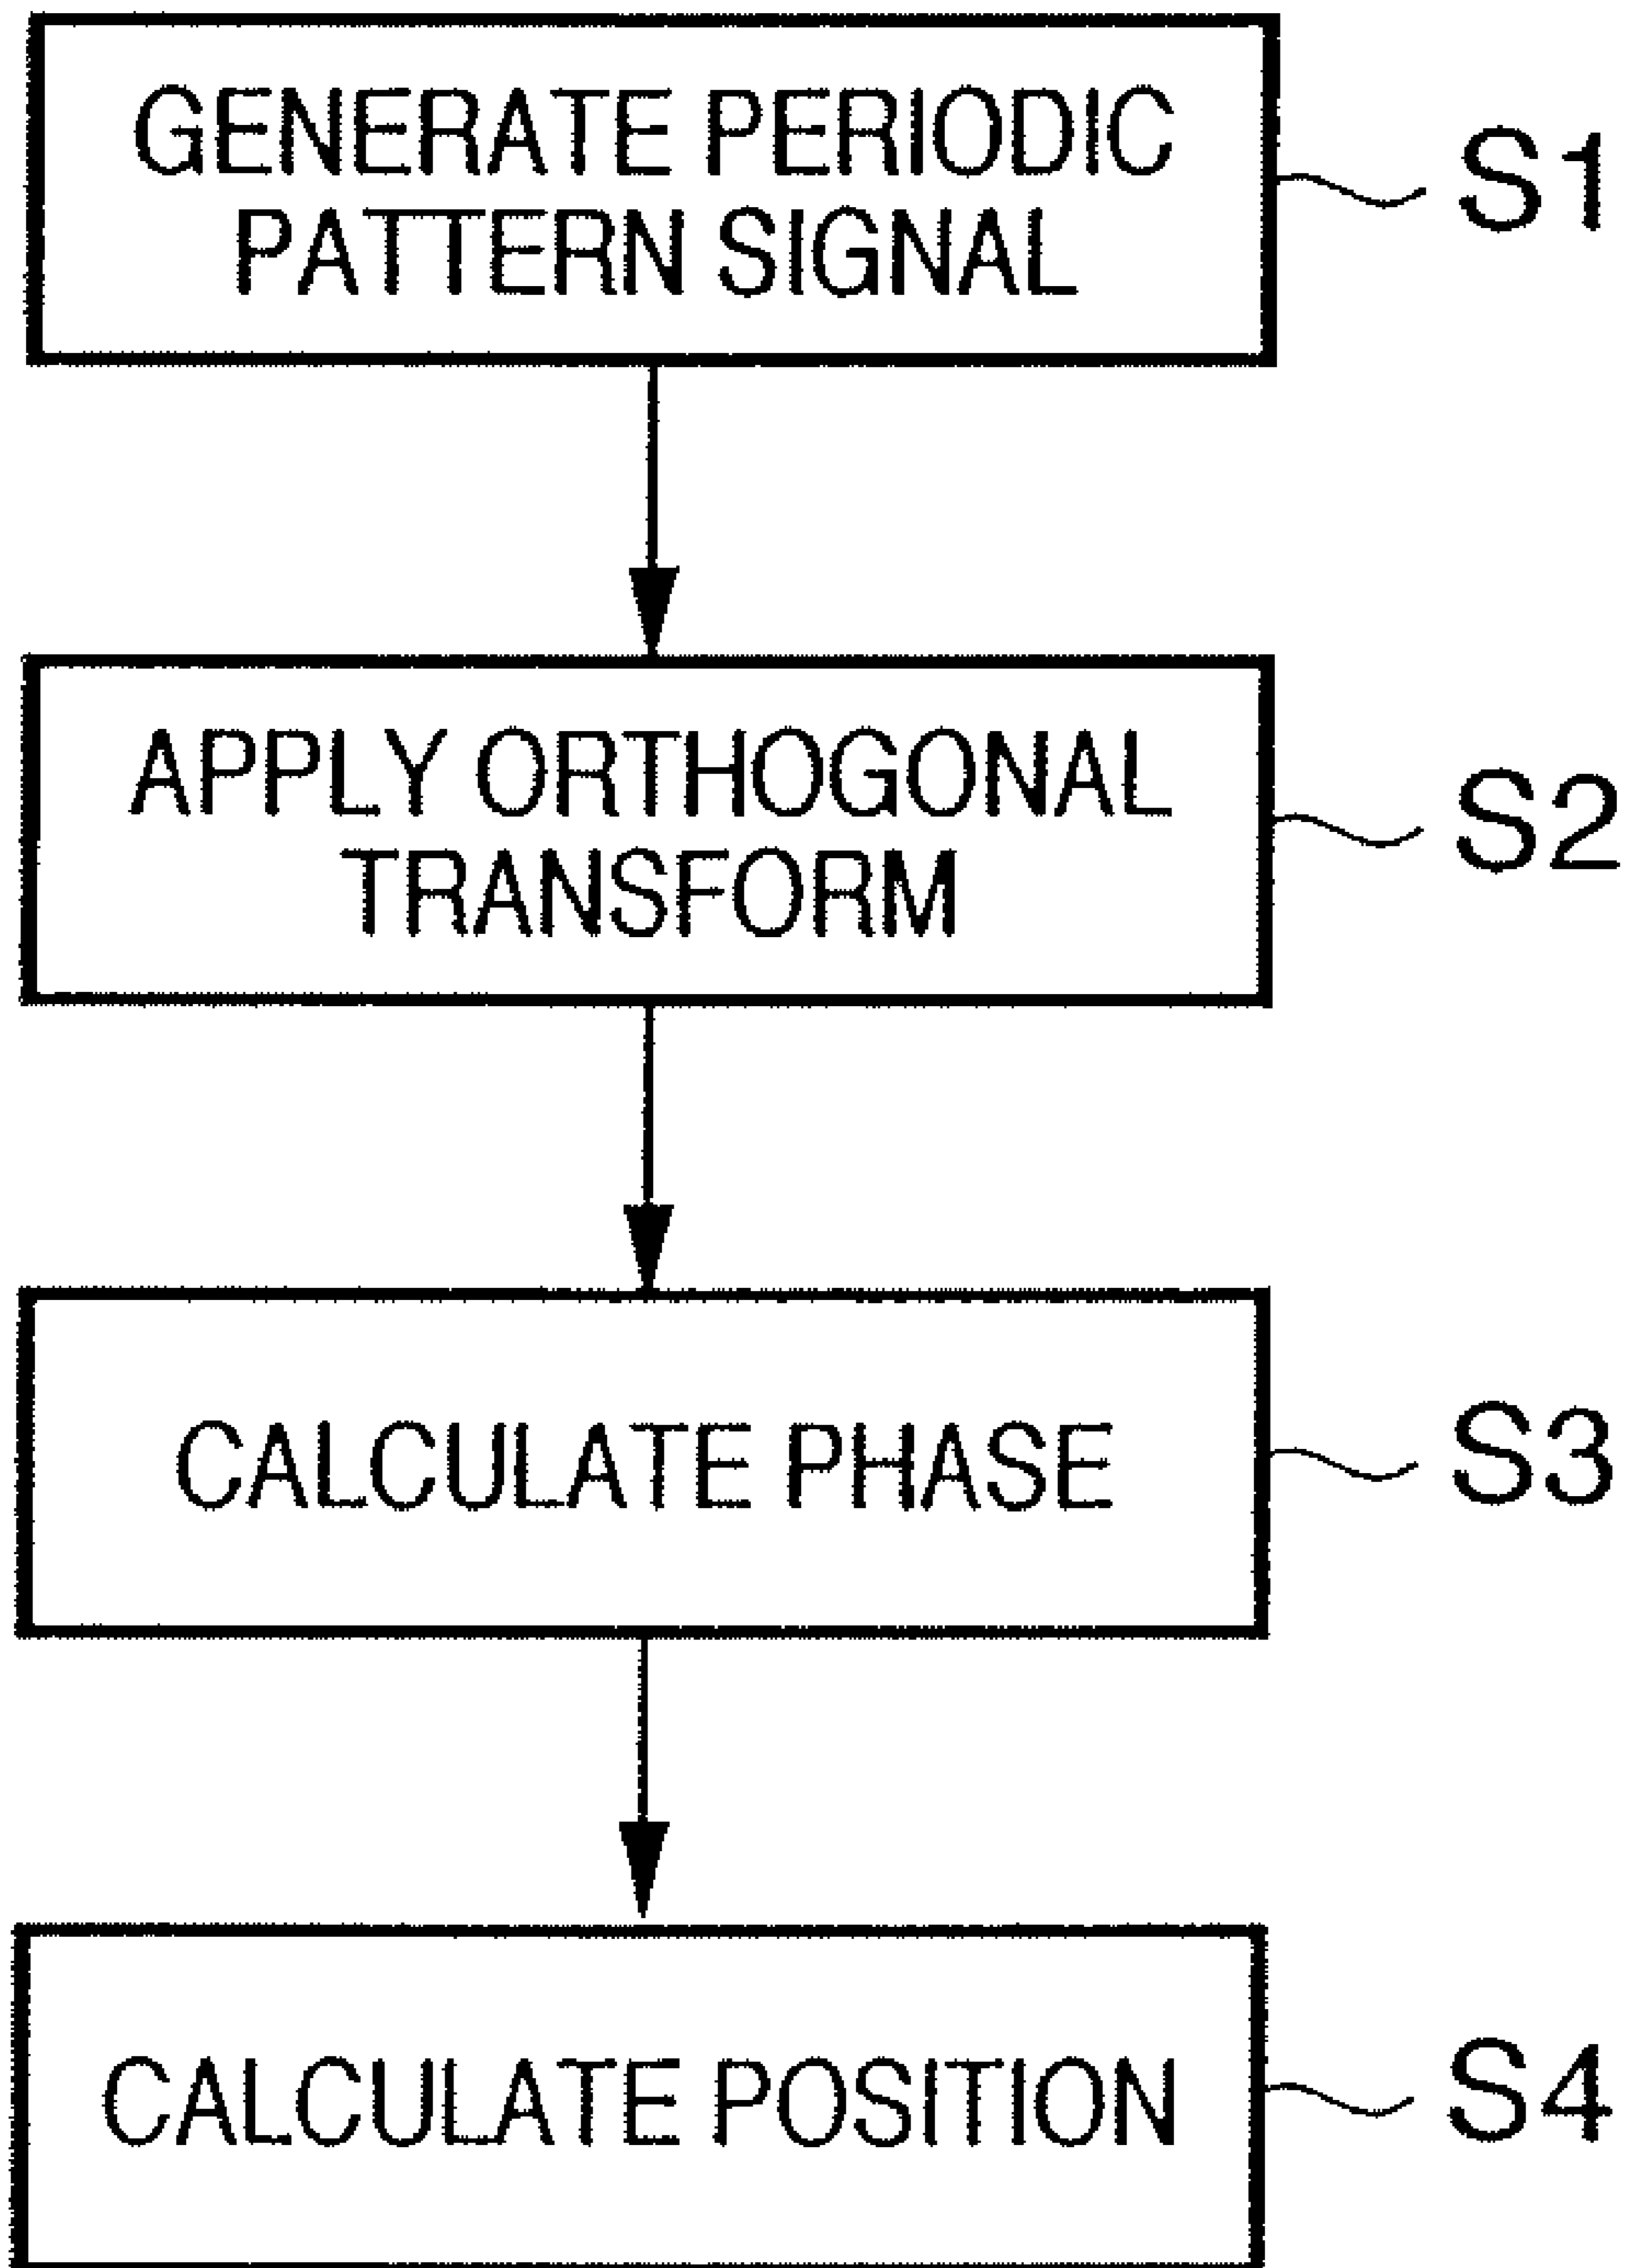 GENERATE PERIODIC
PATTERN SIGNAL
S1
APPLY ORTHOGONAL
TRANSFORM
S2
CALCULATE PHASE
S3
CALCULATE POSITION
S4